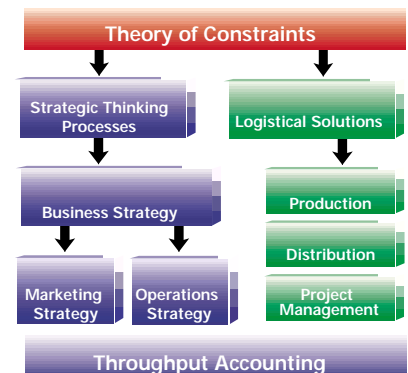 Theory of Constraints
Strategic Thinking
Processes
Logistical Solutions
Business Strategy
Production
Distribution
Marketing
Strategy
Operations
Strategy
Project
Management
Throughput Accounting